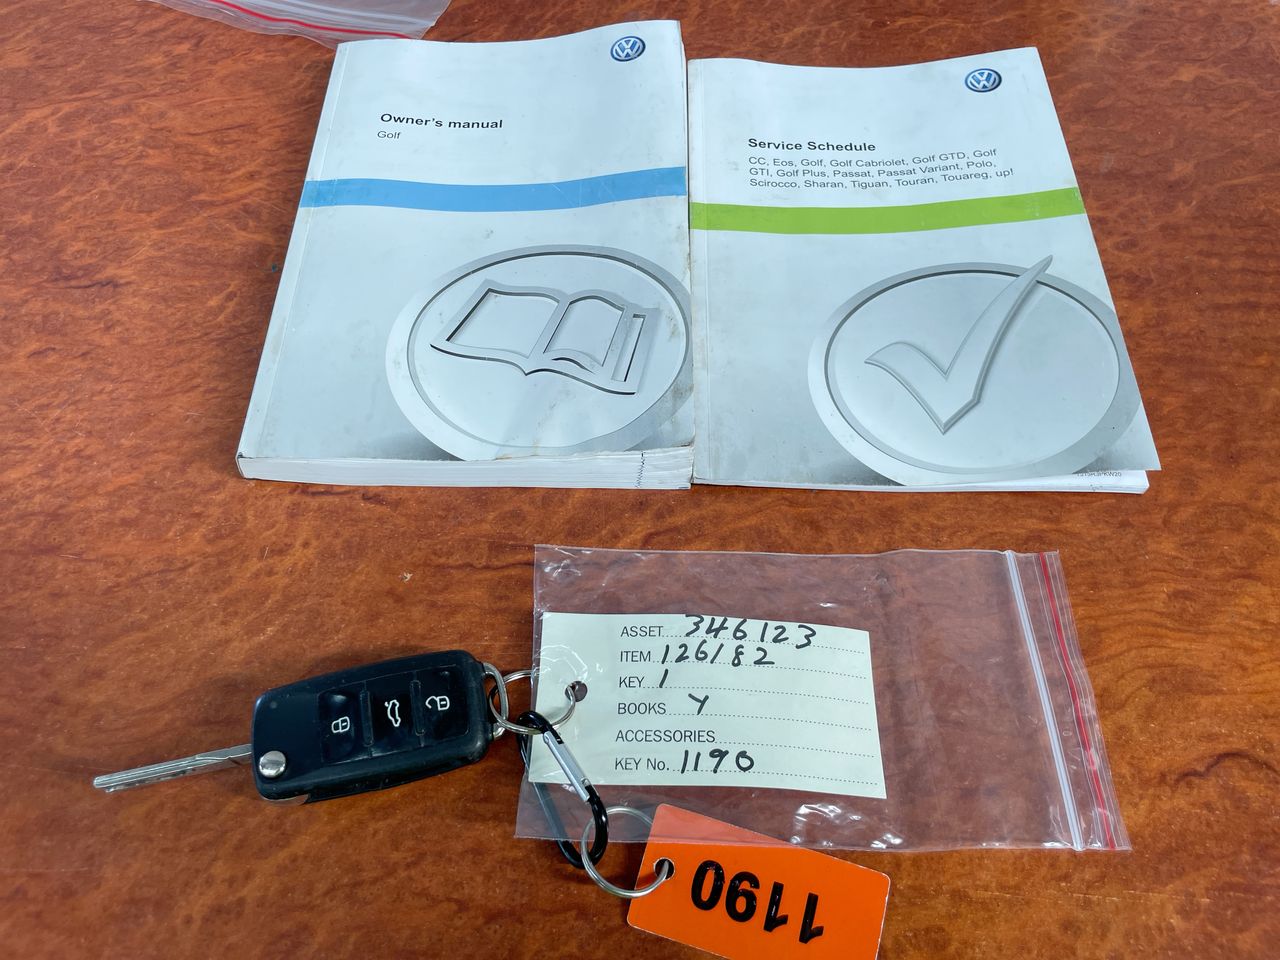 Owner's manual
Golf
Service Schedule
CC, Eos, Golf, Golf Cabriolet, Golf GTD, Golf
GTI, Golf Plus, Passat, Passat Variant, Polo,
Scirocco, Sharan, Tiguan, Touran, Touareg, up!
ASSET 346123
ITEM 126182
KEY 1
BOOKS Y
ACCESSORIES
KEY No. 1190
1190